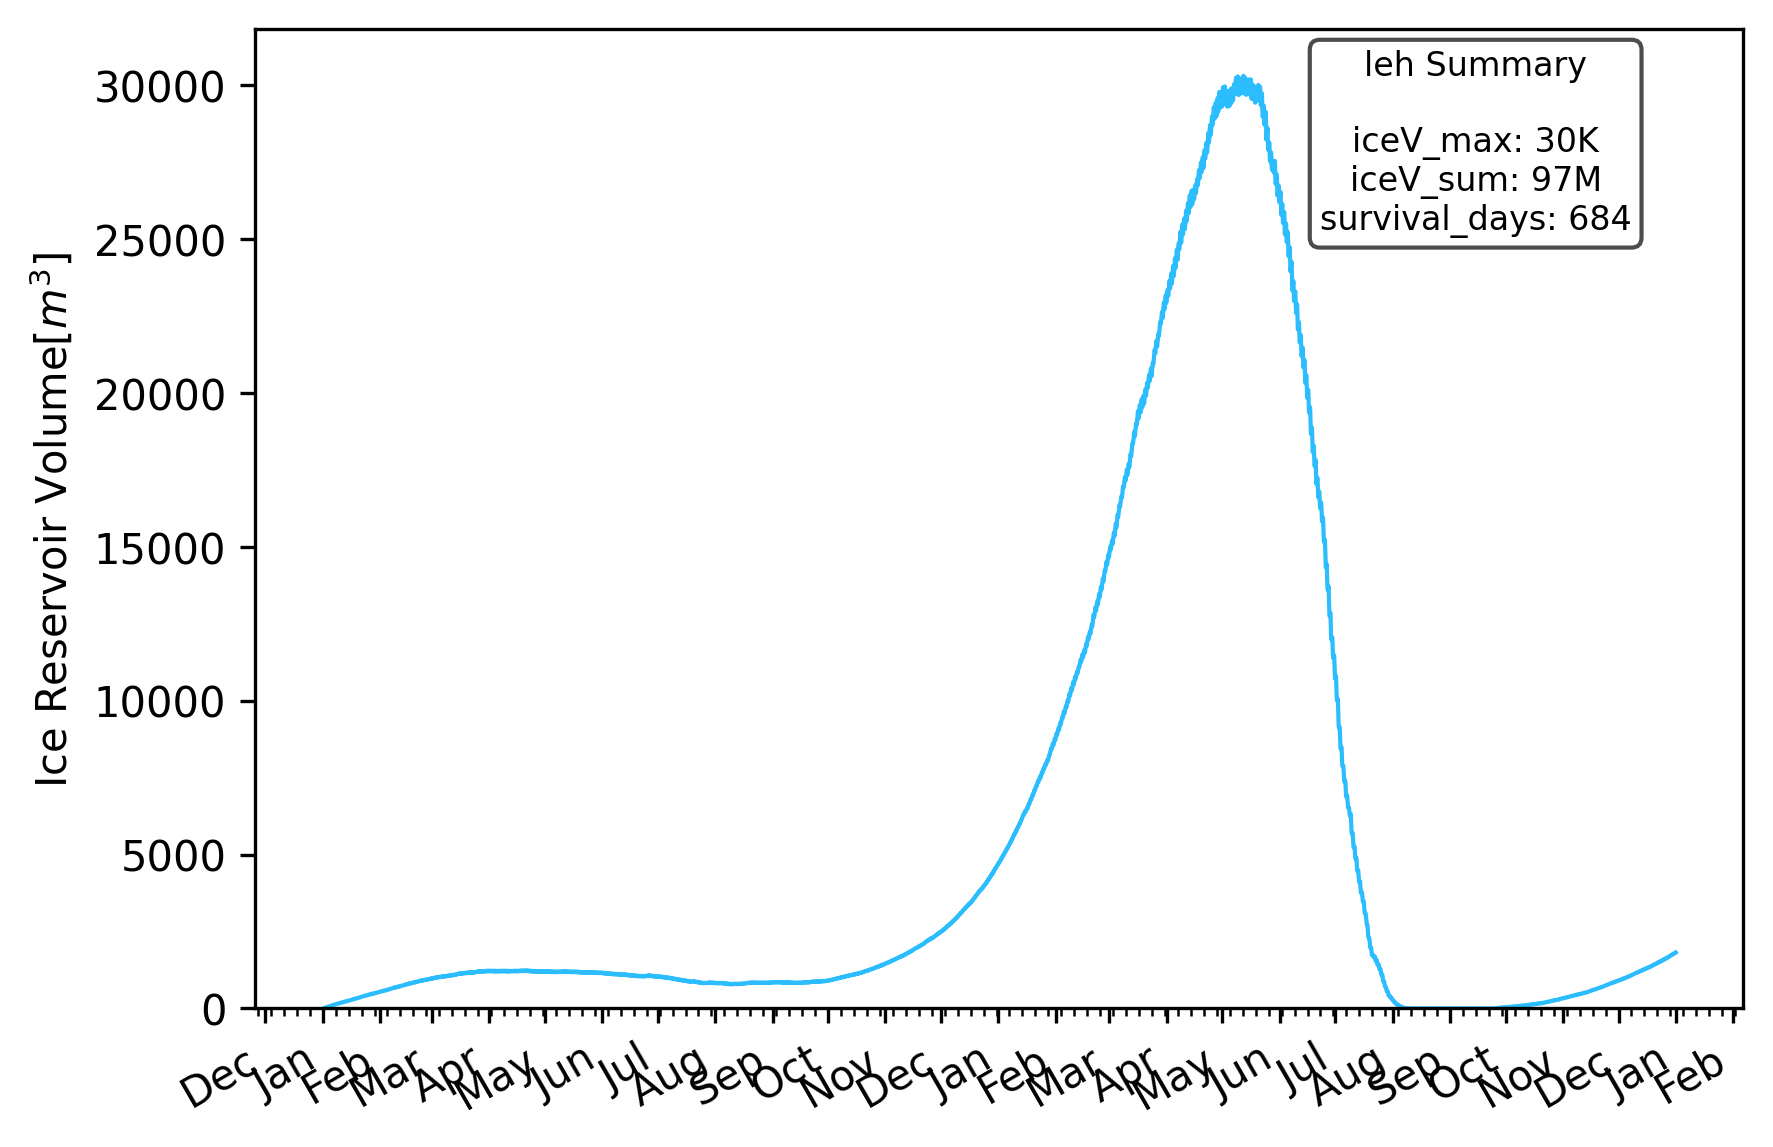 leh Summary
iceV_max: 30K
iceV_sum: 97M
survival_days: 684
Ice Reservoir Volume[m³]
30000
25000
20000
15000
10000
5000
0
Dec Jan Feb Mar Apr May Jun Jul Aug Sep Oct Nov Dec Jan Feb Mar Apr May Jun Jul Aug Sep Oct Nov Dec Jan Feb